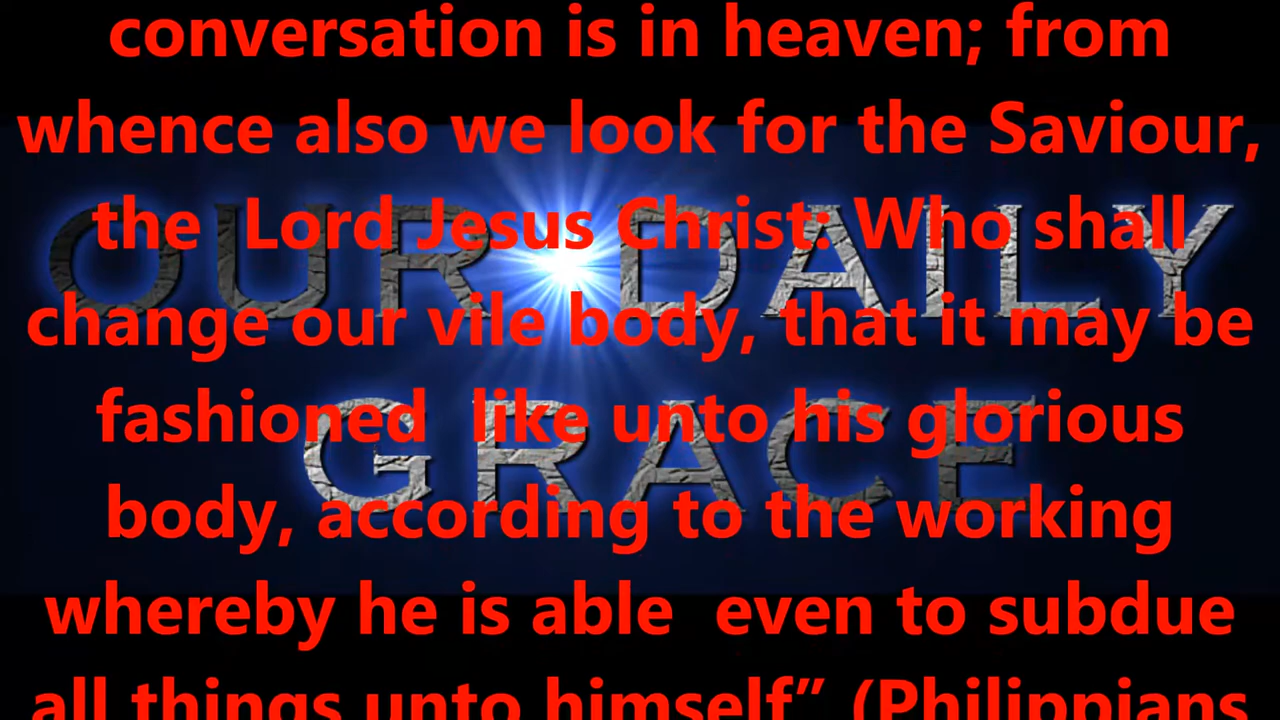 conversation is in heaven; from
whence also we look for the Saviour,
the Lord Jesus Christ: Who shall
change our vile body, that it may be
fashioned like unto his glorious
body, according to the working
whereby he is able even to subdue
all things unto himself” (Philippians
OUR DAILY
GRACE